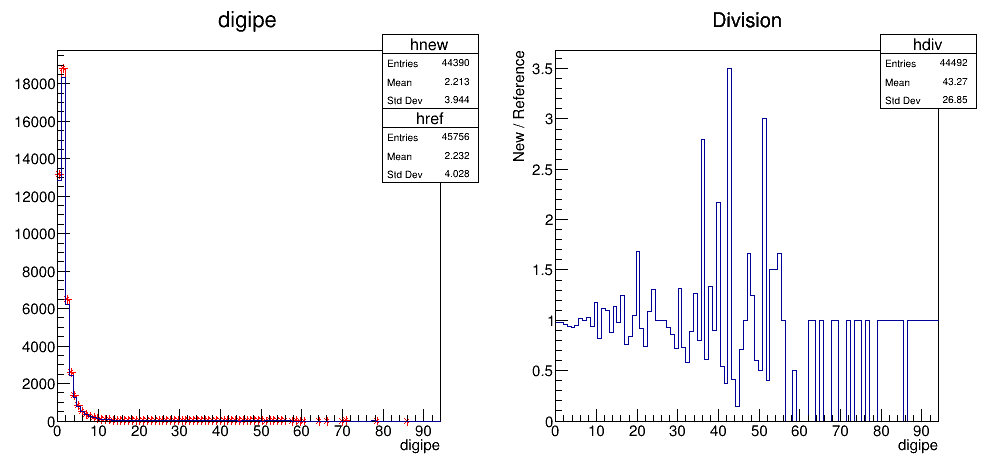 digipe
hnew
Entries 44390
Mean 2.213
Std Dev 3.944
href
Entries 45756
Mean 2.232
Std Dev 4.028
18000
16000
14000
12000
10000
8000
6000
4000
2000
0
0 10 20 30 40 50 60 70 80 90
digipe
Division
hdiv
Entries 44492
Mean 43.27
Std Dev 26.85
New / Reference
3.5
3
2.5
2
1.5
1
0.5
0
0 10 20 30 40 50 60 70 80 90
digipe